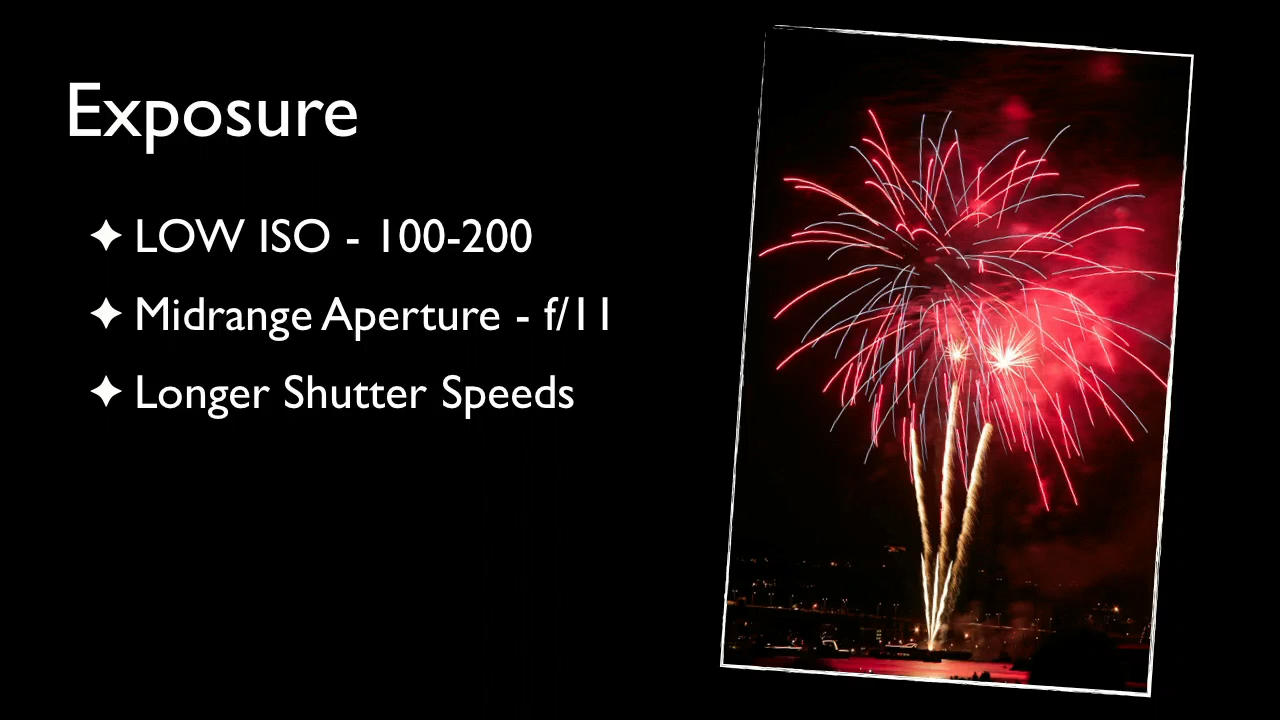 Exposure
✦ LOW ISO - 100-200
✦ Midrange Aperture - f/11
✦ Longer Shutter Speeds